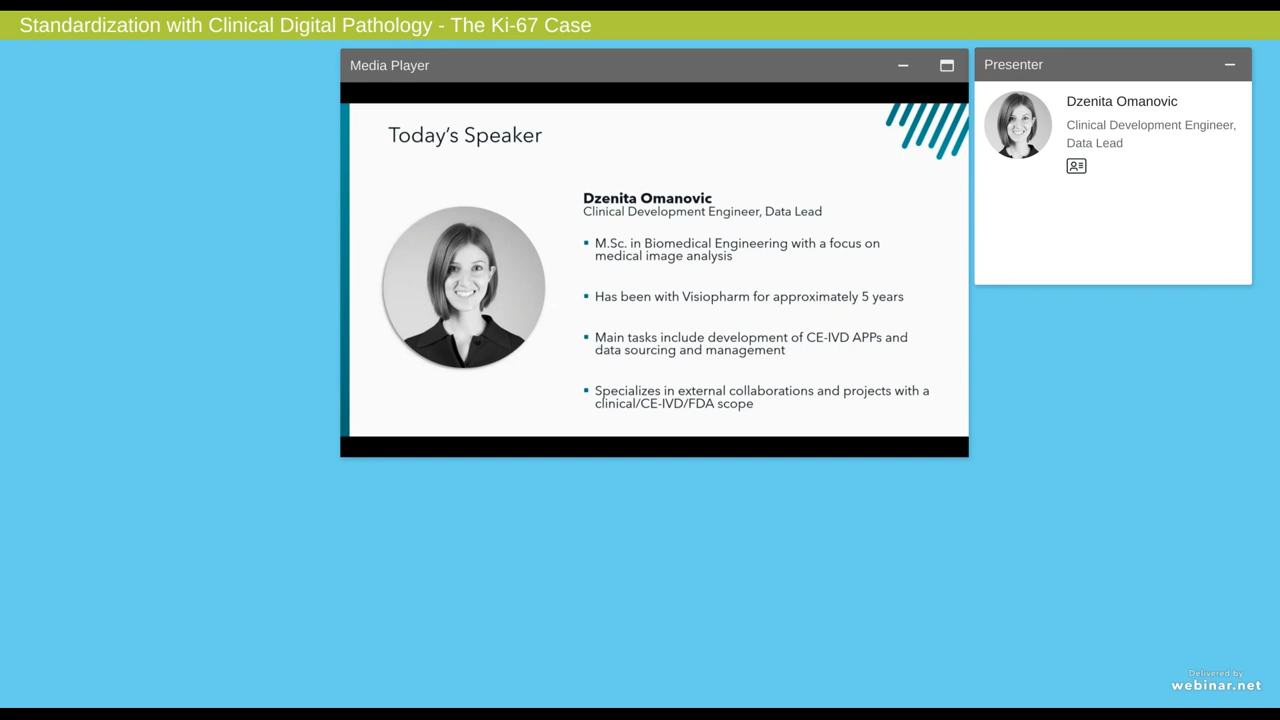 Standardization with Clinical Digital Pathology - The Ki-67 Case
Media Player
Today's Speaker
Dzenita Omanovic
Clinical Development Engineer, Data Lead
▪ M.Sc. in Biomedical Engineering with a focus on
medical image analysis
▪ Has been with Visiopharm for approximately 5 years
▪ Main tasks include development of CE-IVD APPs and
data sourcing and management
▪ Specializes in external collaborations and projects with a
clinical/CE-IVD/FDA scope
Presenter
Dzenita Omanovic
Clinical Development Engineer,
Data Lead
Delivered by
webinar.net